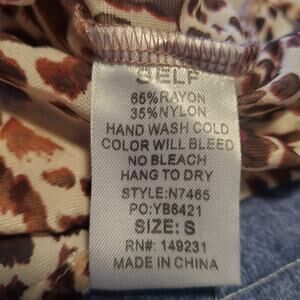 SELF
65%RAYON
35%NYLON
HAND WASH COLD
COLOR WILL BLEED
NO BLEACH
HANG TO DRY
STYLE:N7465
PO:YB6421
SIZE: S
RN#: 149231
MADE IN CHINA